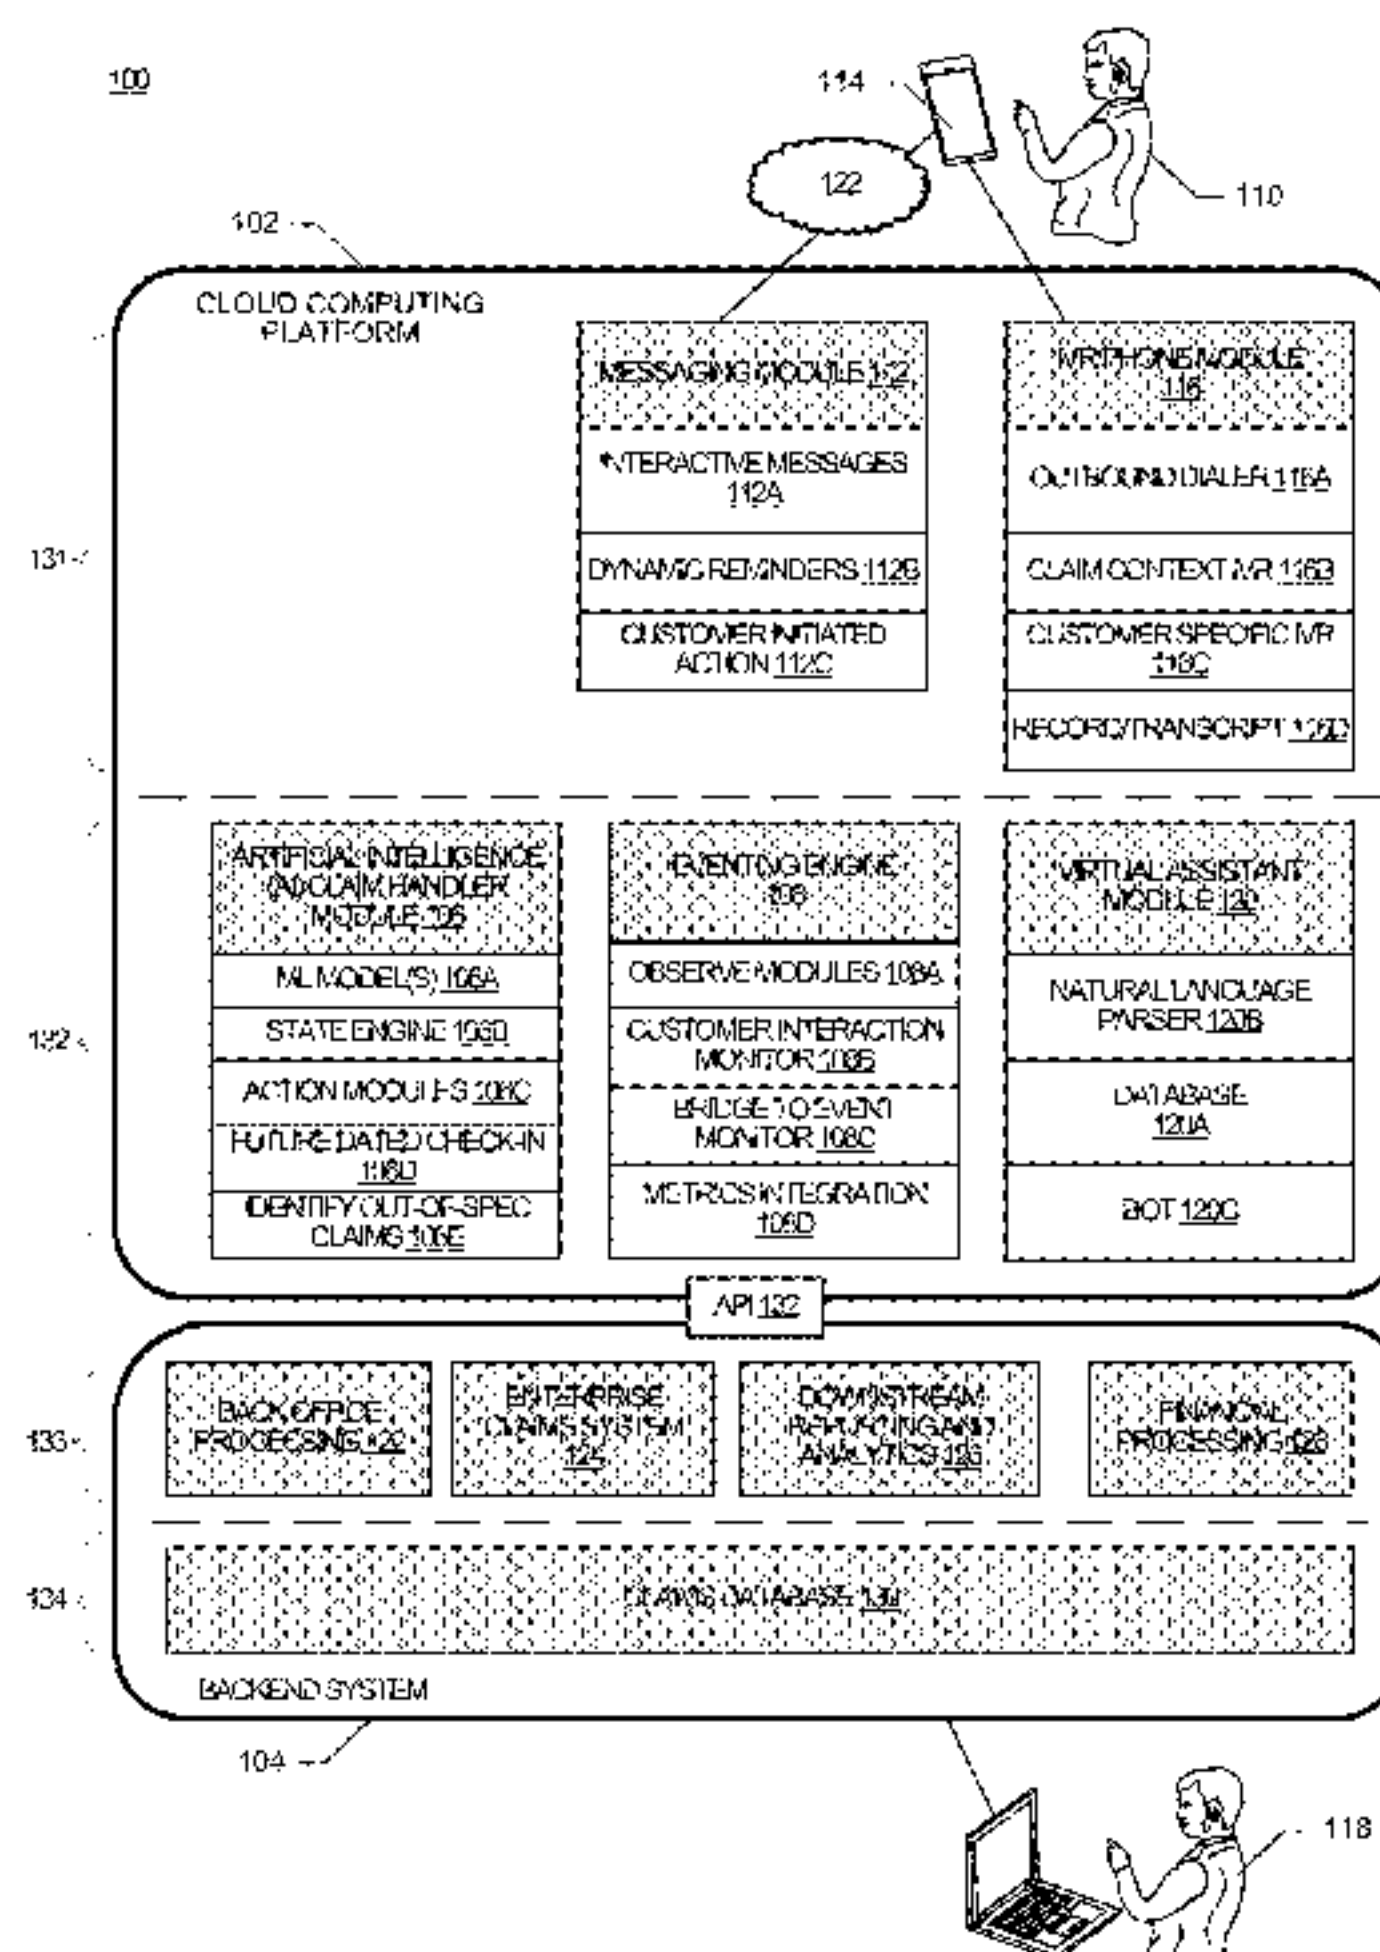 100
114
122
110
102
CLOUD COMPUTING
PLATFORM
MESSAGING MODULE 112
INTERACTIVE MESSAGES
112A
DYNAMIC REMINDERS 112B
CUSTOMER INITIATED
ACTION 112C
IVR PHONE MODULE
116
OUTBOUND DIALER 116A
CLAIM CONTEXT IVR 116B
CUSTOMER SPECIFIC IVR
116C
RECORD/TRANSCRIPT 116D
131
ARTIFICIAL INTELLIGENCE
(AI) CLAIM HANDLER
MODULE 106
ML MODEL(S) 106A
STATE ENGINE 106B
ACTION MODULES 106C
FUTURE DATED CHECK-IN
106D
IDENTIFY OUT-OF-SPEC
CLAIMS 106E
EVENTING ENGINE
108
OBSERVE MODULES 108A
CUSTOMER INTERACTION
MONITOR 108B
BRIDGE TO EVENT
MONITOR 108C
METRICS INTEGRATION
108D
VIRTUAL ASSISTANT
MODULE 120
NATURAL LANGUAGE
PARSER 120B
DATABASE
120A
BOT 120C
132
API 132
BACK OFFICE
PROCESSING 122
ENTERPRISE
CLAIMS SYSTEM
124
DOWNSTREAM
REPORTING AND
ANALYTICS 126
FINANCIAL
PROCESSING 128
133
CLAIMS DATABASE 130
134
BACKEND SYSTEM
104
118